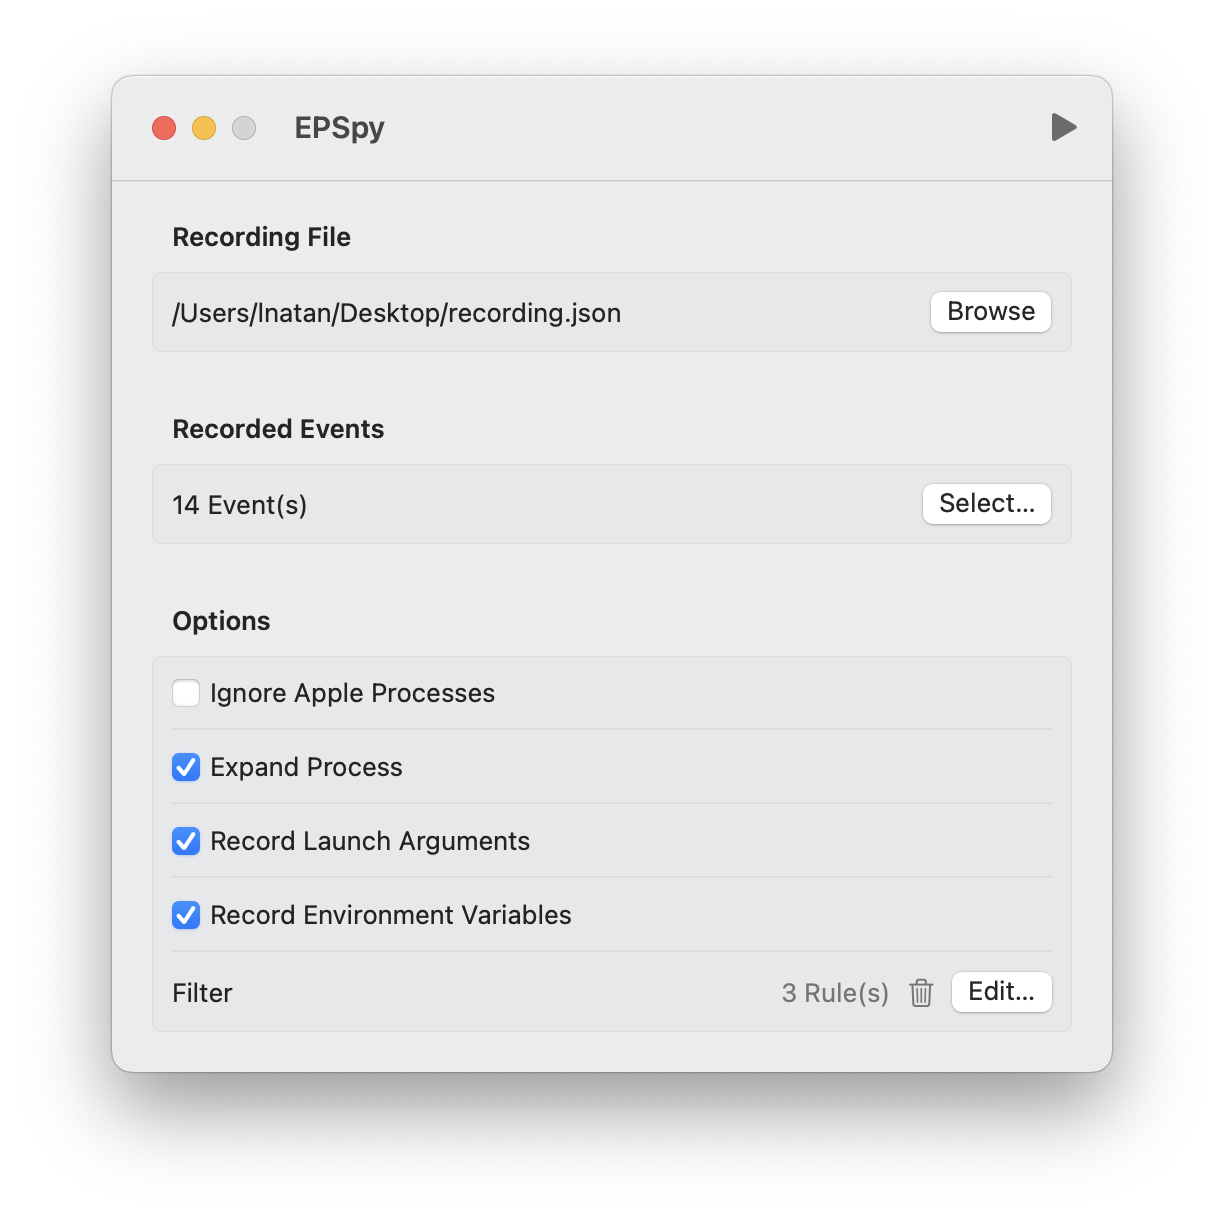 EPSpy
Recording File
/Users/lnatan/Desktop/recording.json
Browse
Recorded Events
14 Event(s)
Select...
Options
Ignore Apple Processes
Expand Process
Record Launch Arguments
Record Environment Variables
Filter
3 Rule(s)
Edit...